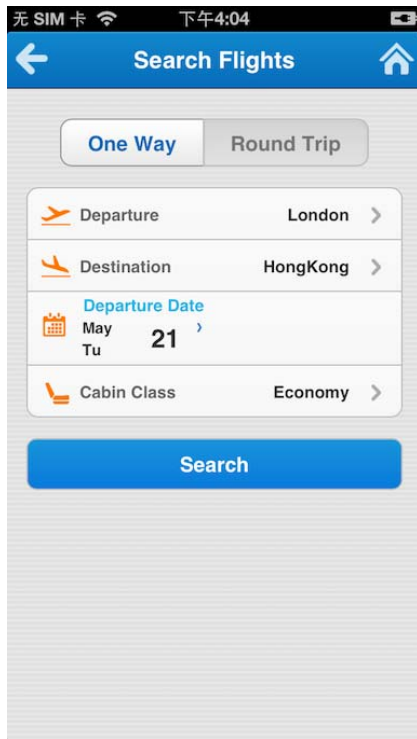 无 SIM 卡 下午4:04
Search Flights
One Way Round Trip
Departure London
Destination HongKong
Departure Date
May
Tu 21
Cabin Class Economy
Search